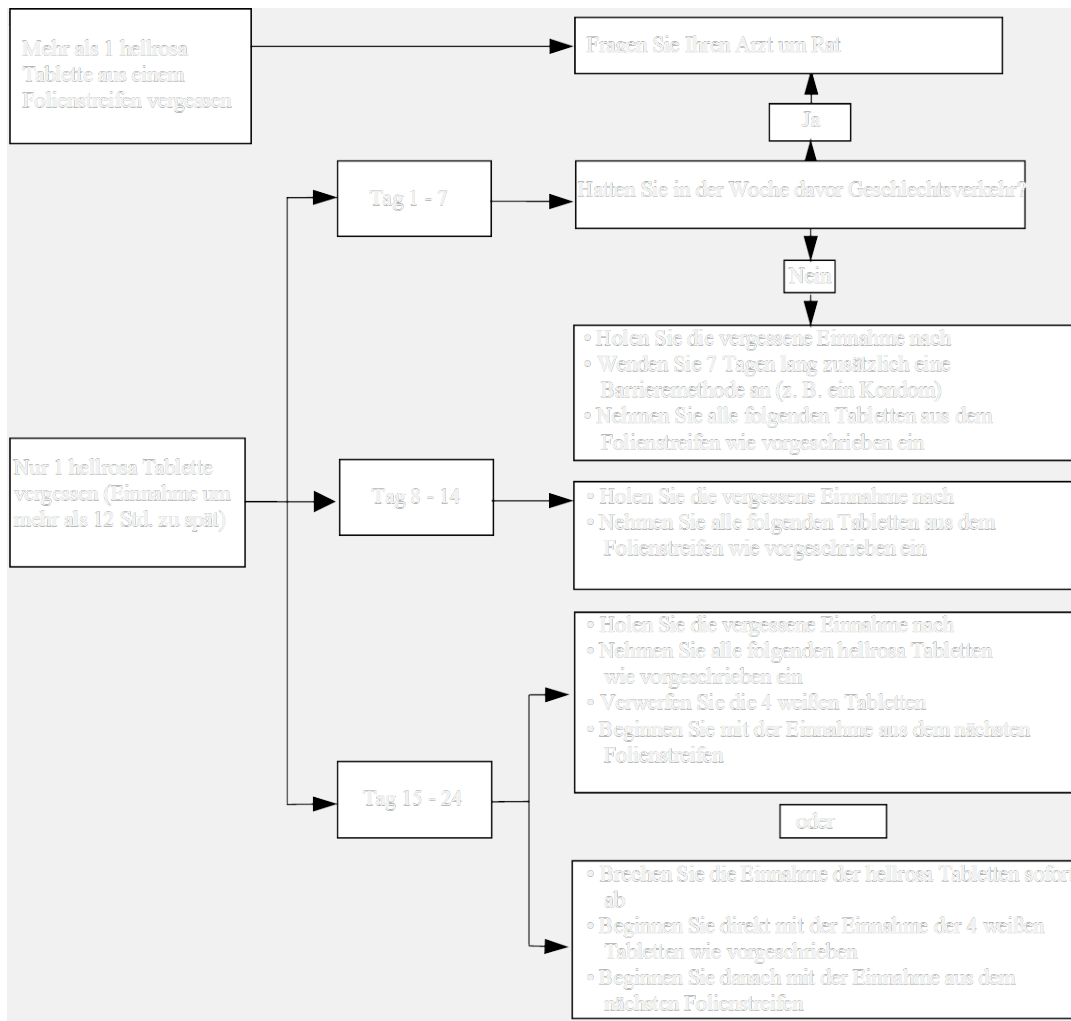 Mehr als 1 hellrosa
Tablette aus einem
Folienstreifen vergessen
Fragen Sie Ihren Arzt um Rat
Ja
Tag 1 - 7
Hatten Sie in der Woche davor Geschlechtsverkehr?
Nein
• Holen Sie die vergessene Einnahme nach
• Wenden Sie 7 Tagen lang zusätzlich eine
Barrieremethode an (z. B. ein Kondom)
• Nehmen Sie alle folgenden Tabletten aus dem
Folienstreifen wie vorgeschrieben ein
Nur 1 hellrosa Tablette
vergessen (Einnahme um
mehr als 12 Std. zu spät)
Tag 8 - 14
• Holen Sie die vergessene Einnahme nach
• Nehmen Sie alle folgenden Tabletten aus dem
Folienstreifen wie vorgeschrieben ein
Tag 15 - 24
• Holen Sie die vergessene Einnahme nach
• Nehmen Sie alle folgenden hellrosa Tabletten
wie vorgeschrieben ein
• Verwerfen Sie die 4 weißen Tabletten
• Beginnen Sie mit der Einnahme aus dem nächsten
Folienstreifen
oder
• Brechen Sie die Einnahme der hellrosa Tabletten sofort
ab
• Beginnen Sie direkt mit der Einnahme der 4 weißen
Tabletten wie vorgeschrieben
• Beginnen Sie danach mit der Einnahme aus dem
nächsten Folienstreifen